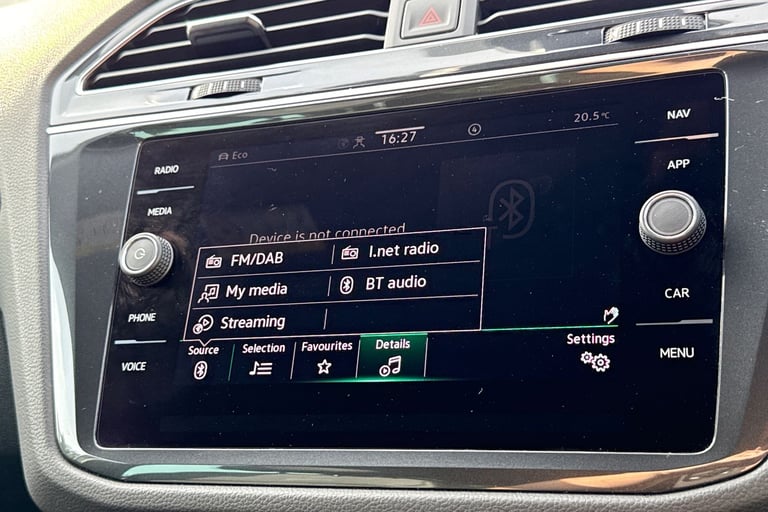 RADIO
MEDIA
PHONE
VOICE
Eco
16:27
4
20.5°C
Device is not connected
FM/DAB
I.net radio
My media
BT audio
Streaming
Source
Selection
Favourites
Details
Settings
NAV
APP
CAR
MENU